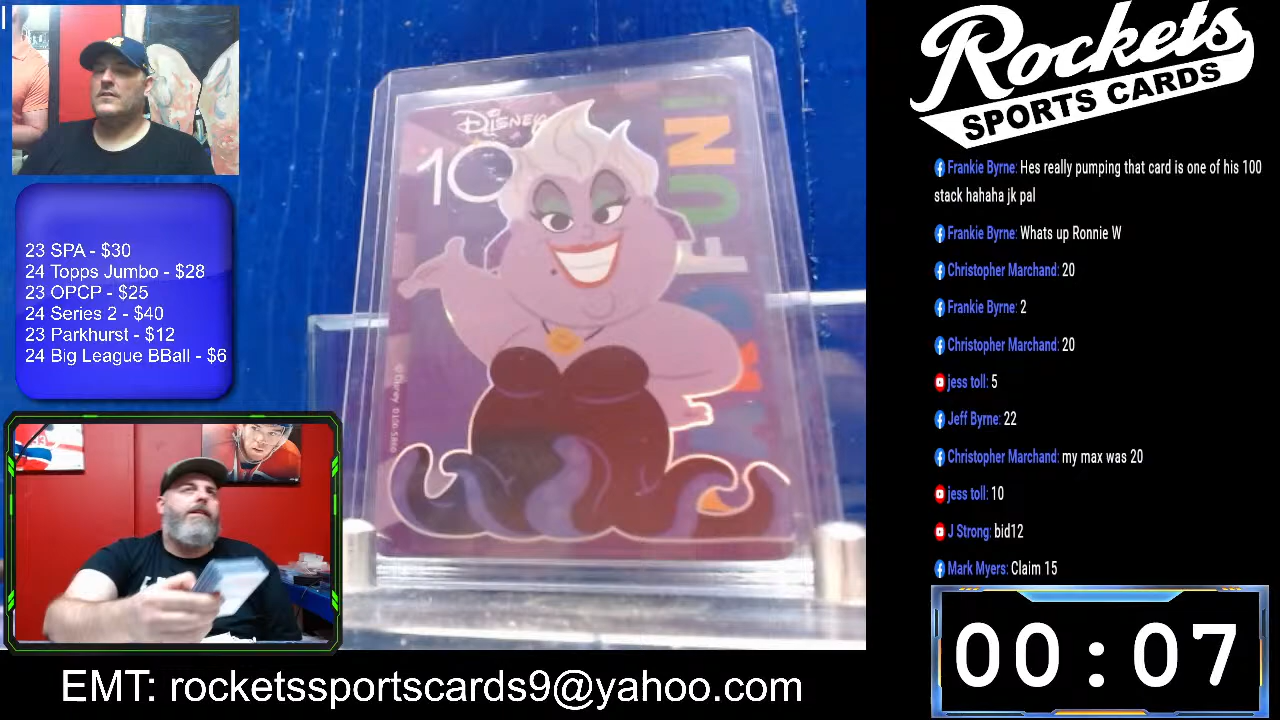 Rockets
SPORTS CARDS
23 SPA - $30
24 Topps Jumbo - $28
23 OPCP - $25
24 Series 2 - $40
23 Parkhurst - $12
24 Big League BBall - $6
Disney
100
FUN!
©Disney
Frankie Byrne: Hes really pumping that card is one of his 100
stack hahaha jk pal
Frankie Byrne: Whats up Ronnie W
Christopher Marchand: 20
Frankie Byrne: 2
Christopher Marchand: 20
jess toll: 5
Jeff Byrne: 22
Christopher Marchand: my max was 20
jess toll: 10
J Strong: bid12
Mark Myers: Claim 15
00:07
EMT: rocketssportscards9@yahoo.com